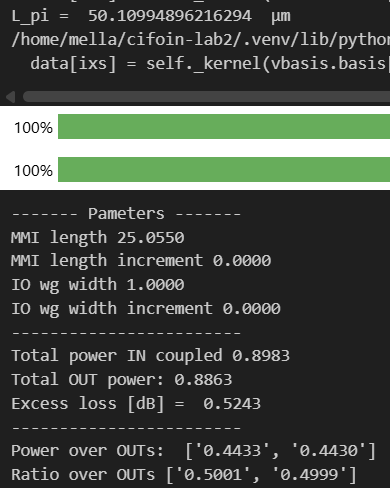 L_pi =  50.10994896216294  μm
/home/mella/cifoin-lab2/.venv/lib/python
  data[ixs] = self._kernel(vbasis.basis[
100%
100%
------- Pameters -------
MMI length 25.0550
MMI length increment 0.0000
IO wg width 1.0000
IO wg width increment 0.0000
------------------------
Total power IN coupled 0.8983
Total OUT power: 0.8863
Excess loss [dB] =  0.5243
------------------------
Power over OUTs:  ['0.4433', '0.4430']
Ratio over OUTs ['0.5001', '0.4999']